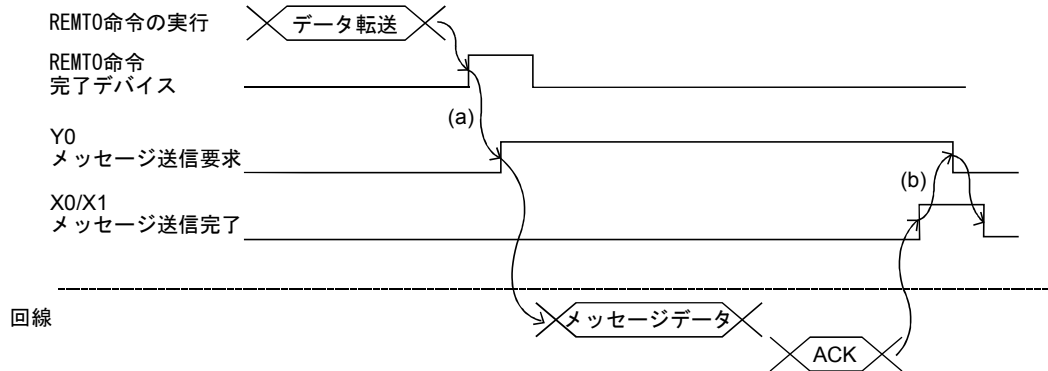 REMTO命令の実行
データ転送
REMTO命令
完了デバイス
(a)
Y0
メッセージ送信要求
(b)
X0/X1
メッセージ送信完了
回線
メッセージデータ
ACK